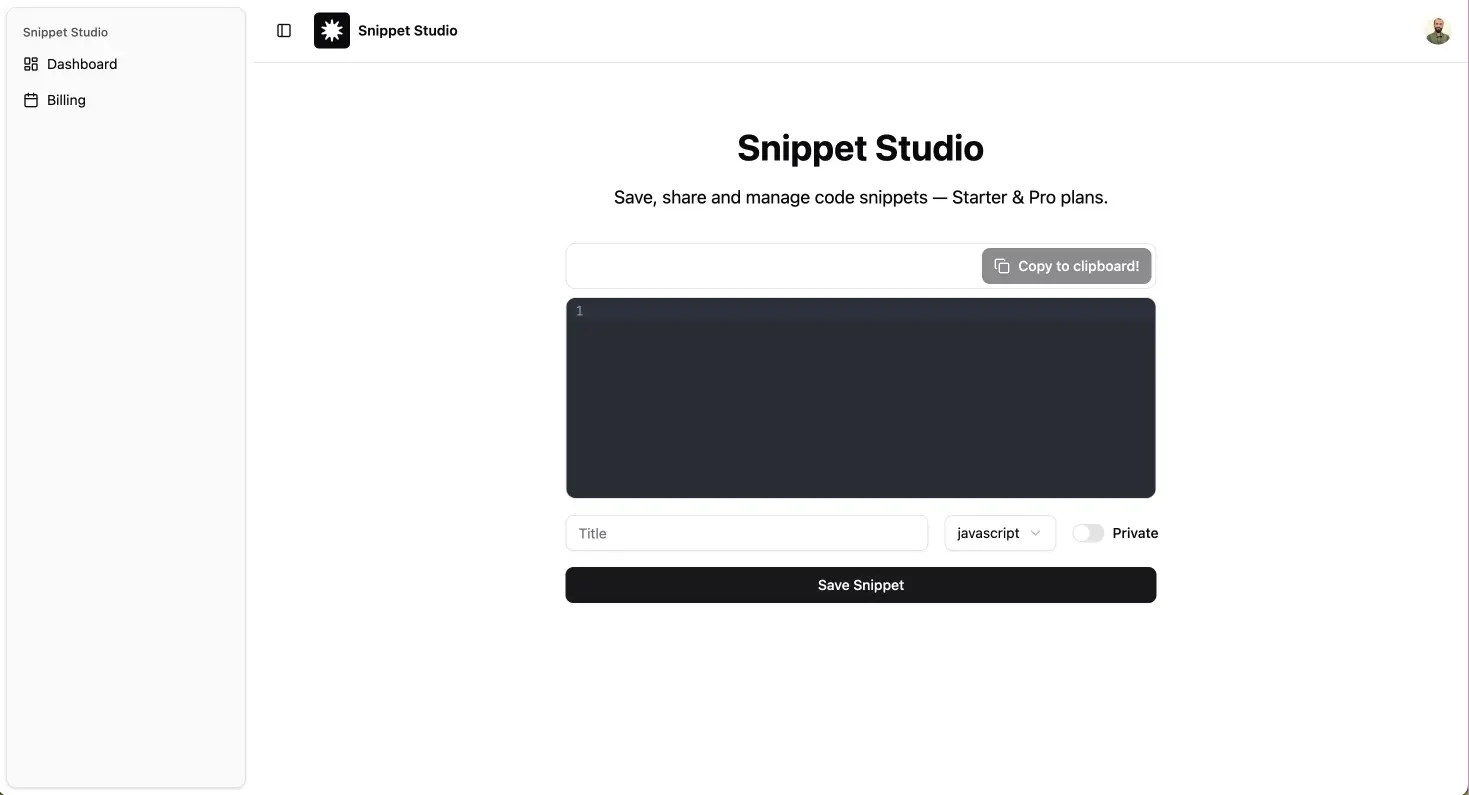 Snippet Studio
Dashboard
Billing
Snippet Studio
Snippet Studio
Save, share and manage code snippets — Starter & Pro plans.
Copy to clipboard!
1
Title
javascript
Private
Save Snippet